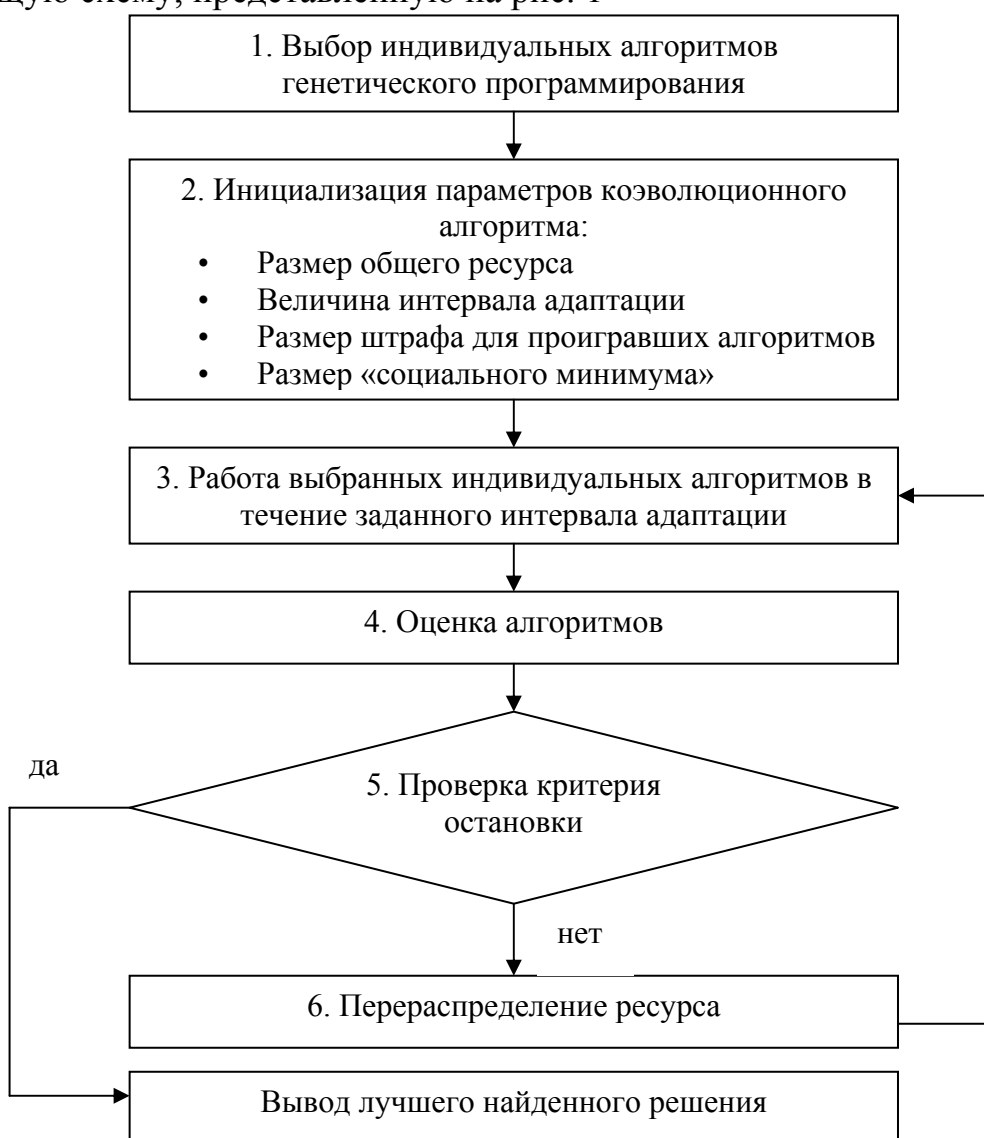 щую схему, представленную на рис. 1
1. Выбор индивидуальных алгоритмов
генетического программирования
2. Инициализация параметров коэволюционного
алгоритма:
• Размер общего ресурса
• Величина интервала адаптации
• Размер штрафа для проигравших алгоритмов
• Размер «социального минимума»
3. Работа выбранных индивидуальных алгоритмов в
течение заданного интервала адаптации
4. Оценка алгоритмов
да
5. Проверка критерия
остановки
нет
6. Перераспределение ресурса
Вывод лучшего найденного решения